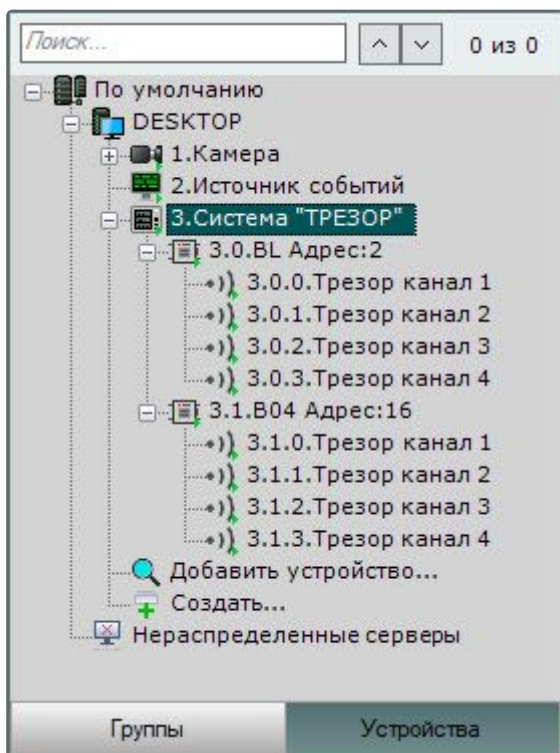 Поиск...
0 из 0
По умолчанию
DESKTOP
1.Камера
2.Источник событий
3.Система "ТРЕЗОР"
3.0.BL Адрес:2
3.0.0.Трезор канал 1
3.0.1.Трезор канал 2
3.0.2.Трезор канал 3
3.0.3.Трезор канал 4
3.1.B04 Адрес:16
3.1.0.Трезор канал 1
3.1.1.Трезор канал 2
3.1.2.Трезор канал 3
3.1.3.Трезор канал 4
Добавить устройство...
Создать...
Нераспределенные серверы
Группы
Устройства